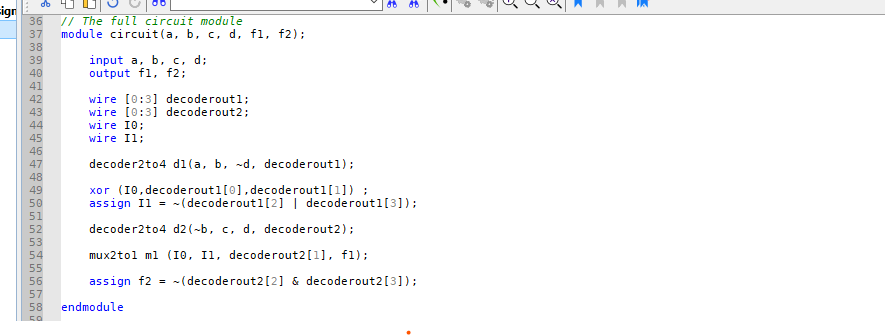 sign
36 // The full circuit module
37 module circuit(a, b, c, d, f1, f2);
38
39 input a, b, c, d;
40 output f1, f2;
41
42 wire [0:3] decoderout1;
43 wire [0:3] decoderout2;
44 wire I0;
45 wire I1;
46
47 decoder2to4 d1(a, b, ~d, decoderout1);
48
49 xor (I0,decoderout1[0],decoderout1[1]) ;
50 assign I1 = ~(decoderout1[2] | decoderout1[3]);
51
52 decoder2to4 d2(~b, c, d, decoderout2);
53
54 mux2to1 m1 (I0, I1, decoderout2[1], f1);
55
56 assign f2 = ~(decoderout2[2] & decoderout2[3]);
57
58 endmodule
59